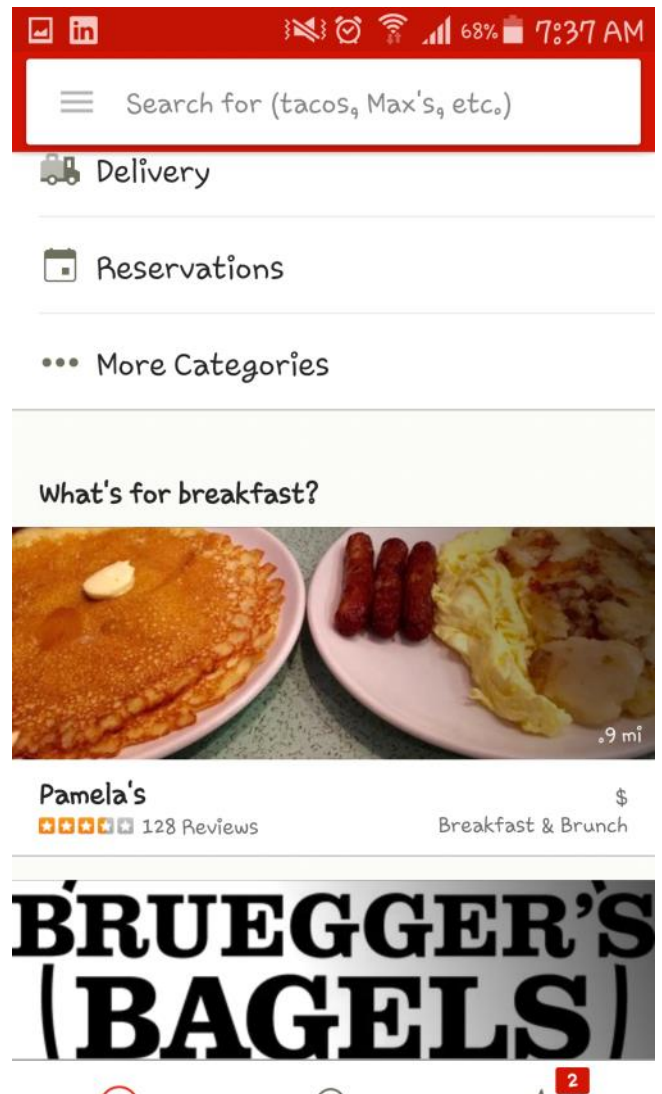 in 68% 7:37 AM
Search for (tacos, Max's, etc.)
Delivery
Reservations
More Categories
What's for breakfast?
.9 mi
Pamela's $
128 Reviews Breakfast & Brunch
BRUEGGER'S
BAGELS
2